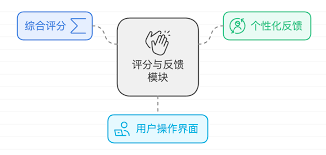 综合评分
个性化反馈
评分与反馈
模块
用户操作界面